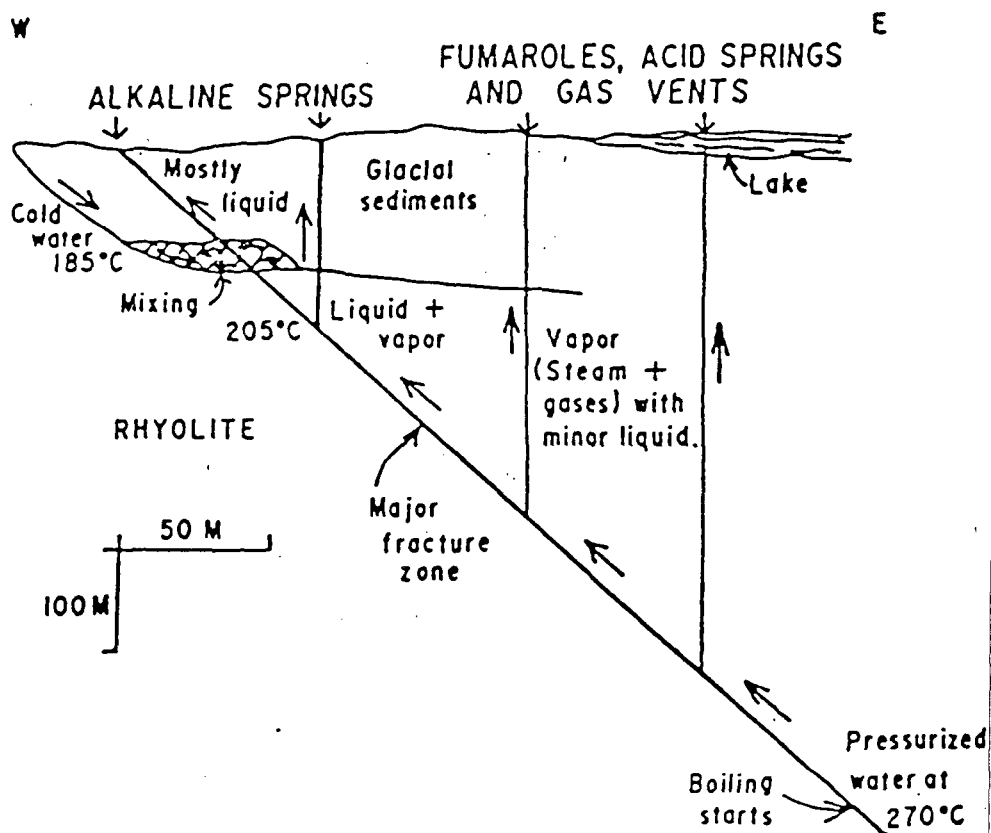 W
E
FUMAROLES, ACID SPRINGS
AND GAS VENTS
ALKALINE SPRINGS
Mostly
liquid
Glacial
sediments
Lake
Cold
water
185°C
Mixing
205°C
Liquid +
vapor
Vapor
(Steam +
gases) with
minor liquid.
RHYOLITE
Major
fracture
zone
50 M
100 M
Pressurized
water at
270°C
Boiling
starts